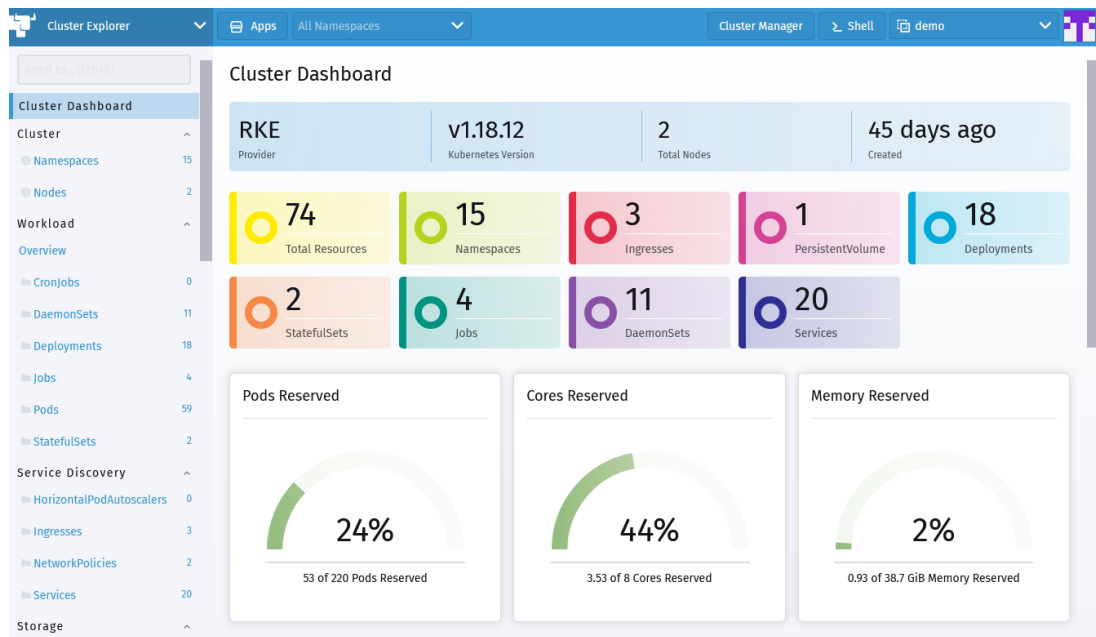 Cluster Explorer
Apps
All Namespaces
Cluster Manager
Shell
demo
Jump to... (Ctrl+K)
Cluster Dashboard
Cluster
Namespaces 15
Nodes 2
Workload
Overview
CronJobs 0
DaemonSets 11
Deployments 18
Jobs 4
Pods 59
StatefulSets 2
Service Discovery
HorizontalPodAutoscalers 0
Ingresses 3
NetworkPolicies 2
Services 20
Storage
Cluster Dashboard
RKE
Provider
v1.18.12
Kubernetes Version
2
Total Nodes
45 days ago
Created
74
Total Resources
15
Namespaces
3
Ingresses
1
PersistentVolume
18
Deployments
2
StatefulSets
4
Jobs
11
DaemonSets
20
Services
Pods Reserved
24%
53 of 220 Pods Reserved
Cores Reserved
44%
3.53 of 8 Cores Reserved
Memory Reserved
2%
0.93 of 38.7 GiB Memory Reserved